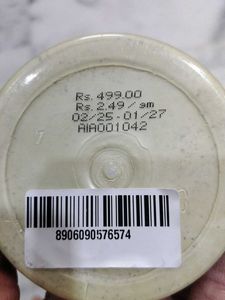 Rs. 499.00
Rs. 2.49 / gm
02/25-01/27
AIA001042
8906090576574